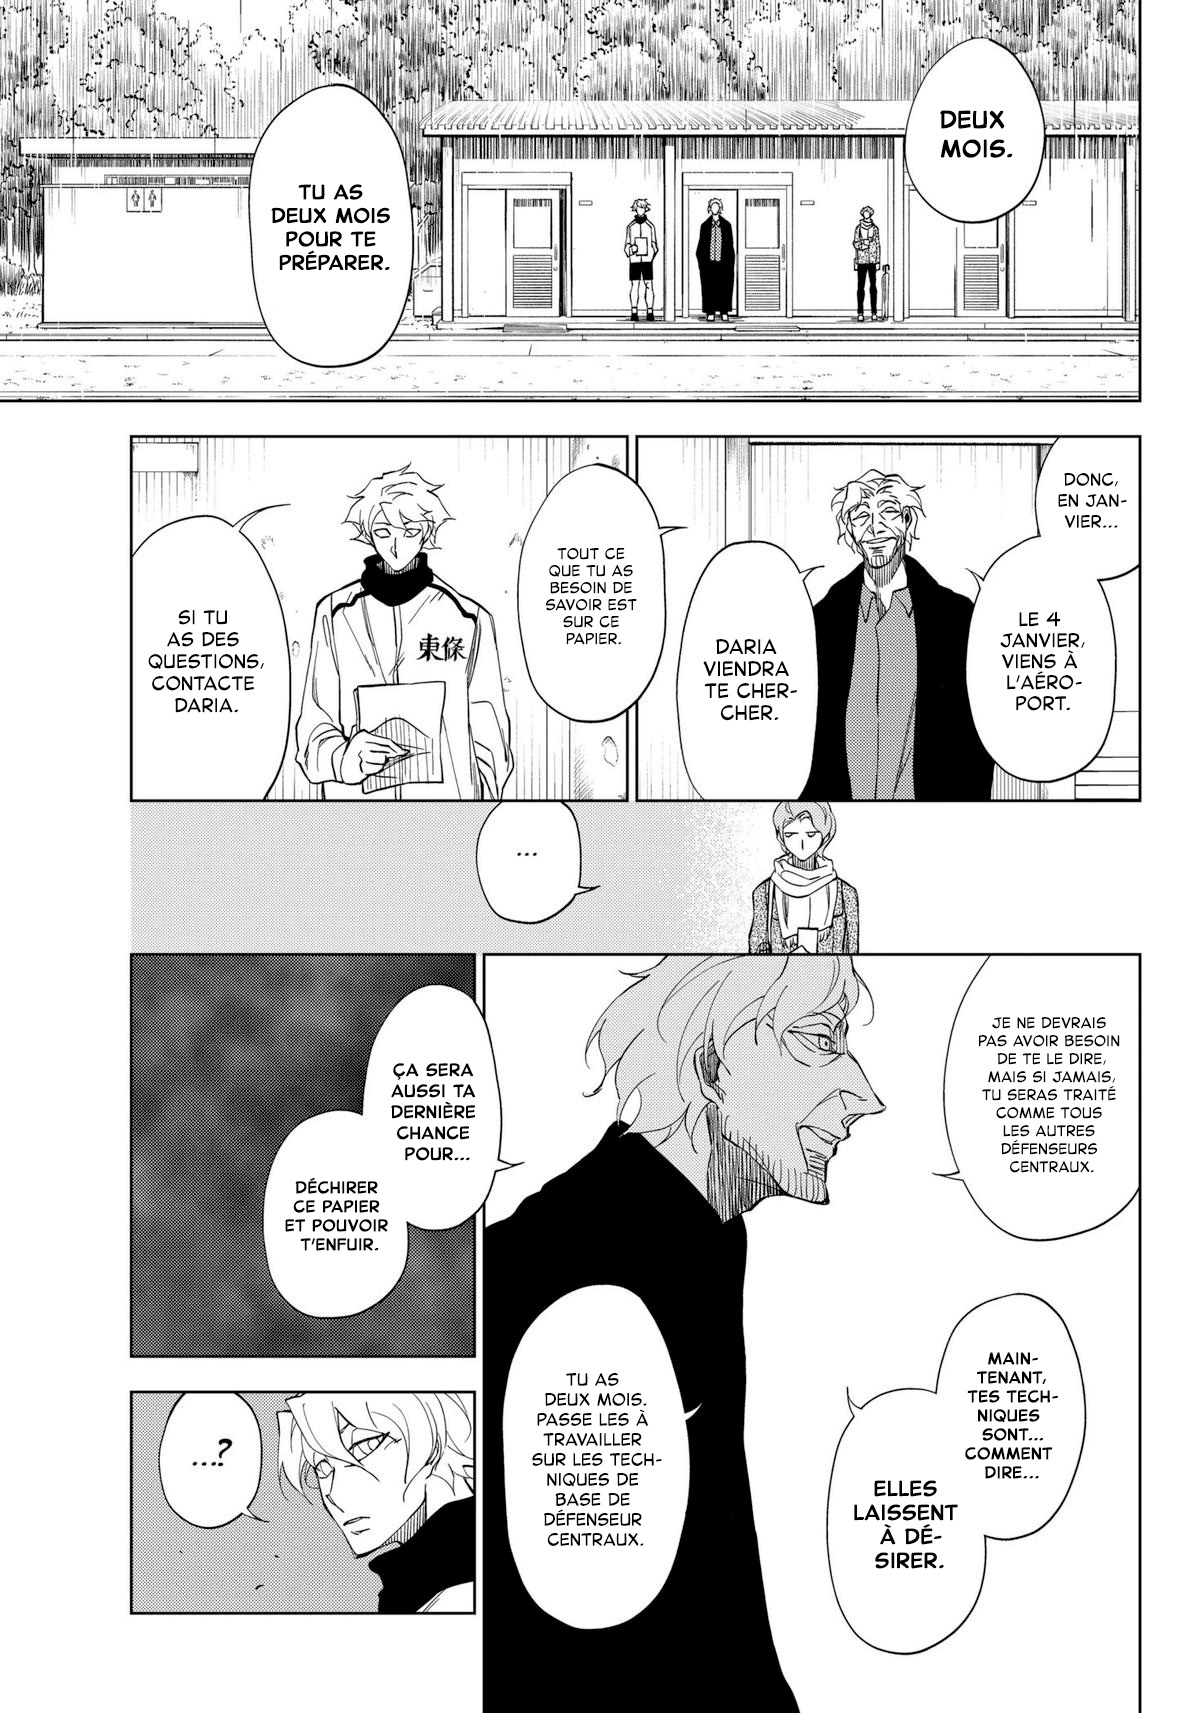 DEUX
MOIS.
TU AS
DEUX MOIS
POUR TE
PRÉPARER.
DONC,
EN JAN-
VIER...
LE 4
JANVIER,
VIENS À
L'AÉRO-
PORT.
DARIA
VIENDRA
TE CHER-
CHER.
TOUT CE
QUE TU AS
BESOIN DE
SAVOIR EST
SUR CE
PAPIER.
SI TU
AS DES
QUESTIONS,
CONTACTE
DARIA.
東條
...
JE NE DEVRAIS
PAS AVOIR BESOIN
DE TE LE DIRE,
MAIS SI JAMAIS,
TU SERAS TRAITÉ
COMME TOUS
LES AUTRES
DÉFENSEURS
CENTRAUX.
MAIN-
TENANT,
TES TECH-
NIQUES
SONT...
COMMENT
DIRE...
ELLES
LAISSENT
À DÉ-
SIRER.
TU AS
DEUX MOIS.
PASSE LES À
TRAVAILLER
SUR LES TECH-
NIQUES DE
BASE DE
DÉFENSEUR
CENTRAUX.
ÇA SERA
AUSSI TA
DERNIÈRE
CHANCE
POUR...
DÉCHIRER
CE PAPIER
ET POUVOIR
T'ENFUIR.
...?